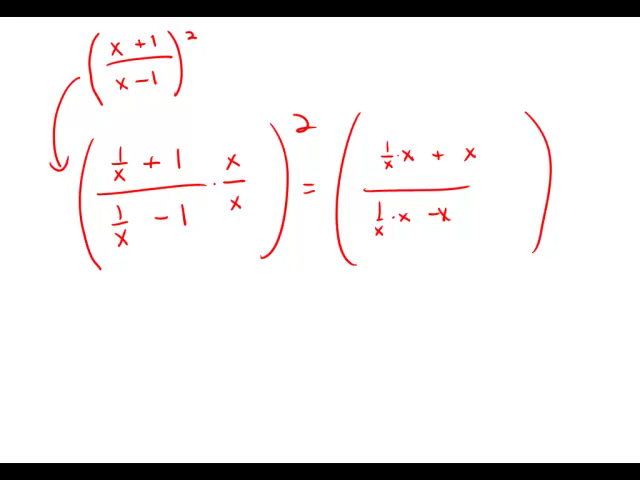 (x + 1 / x - 1)²
((1/x + 1) / (1/x - 1) · x/x)² = ((1/x · x + x) / (1/x · x - x))